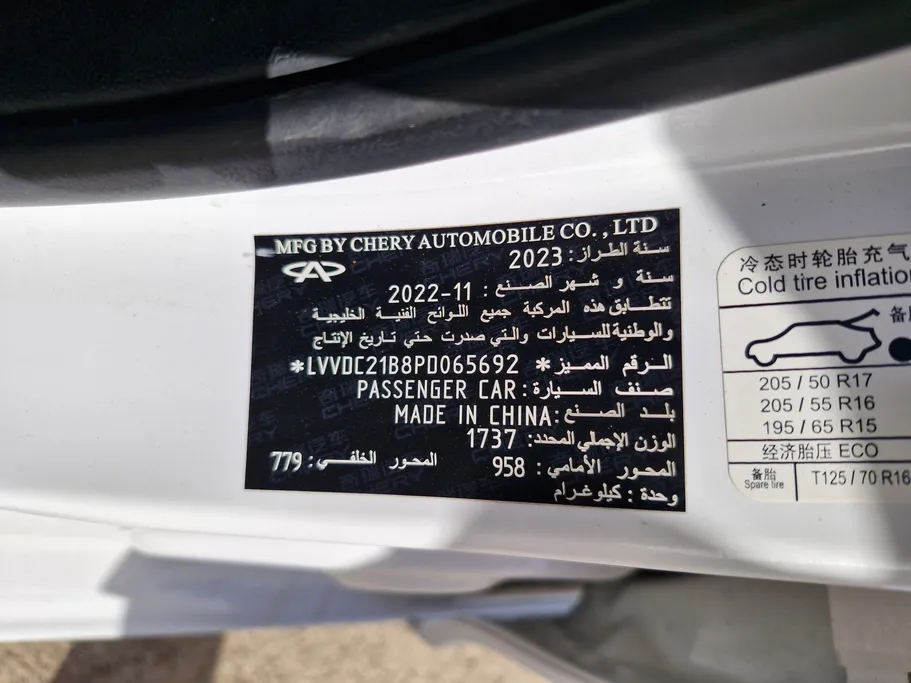 MFG BY CHERY AUTOMOBILE CO., LTD
سنة الطراز: 2023
سنة و شهر الصنع : 11-2022
تتطابق هذه المركبة جميع اللوائح الفنية الخليجية
والوطنية للسيارات والتي صدرت حتي تاريخ الإنتاج
الرقم المميز * LVVDC21B8PD065692*
صنف السيارة: PASSENGER CAR
بلد الصنع: MADE IN CHINA
الوزن الإجمالي المحدد: 1737
المحور الأمامي: 958 المحور الخلفي: 779
وحدة : كيلوغرام
冷态时轮胎充气
Cold tire inflation
备胎
205 / 50 R17
205 / 55 R16
195 / 65 R15
经济胎压 ECO
备胎
Spare tire
T125 / 70 R16